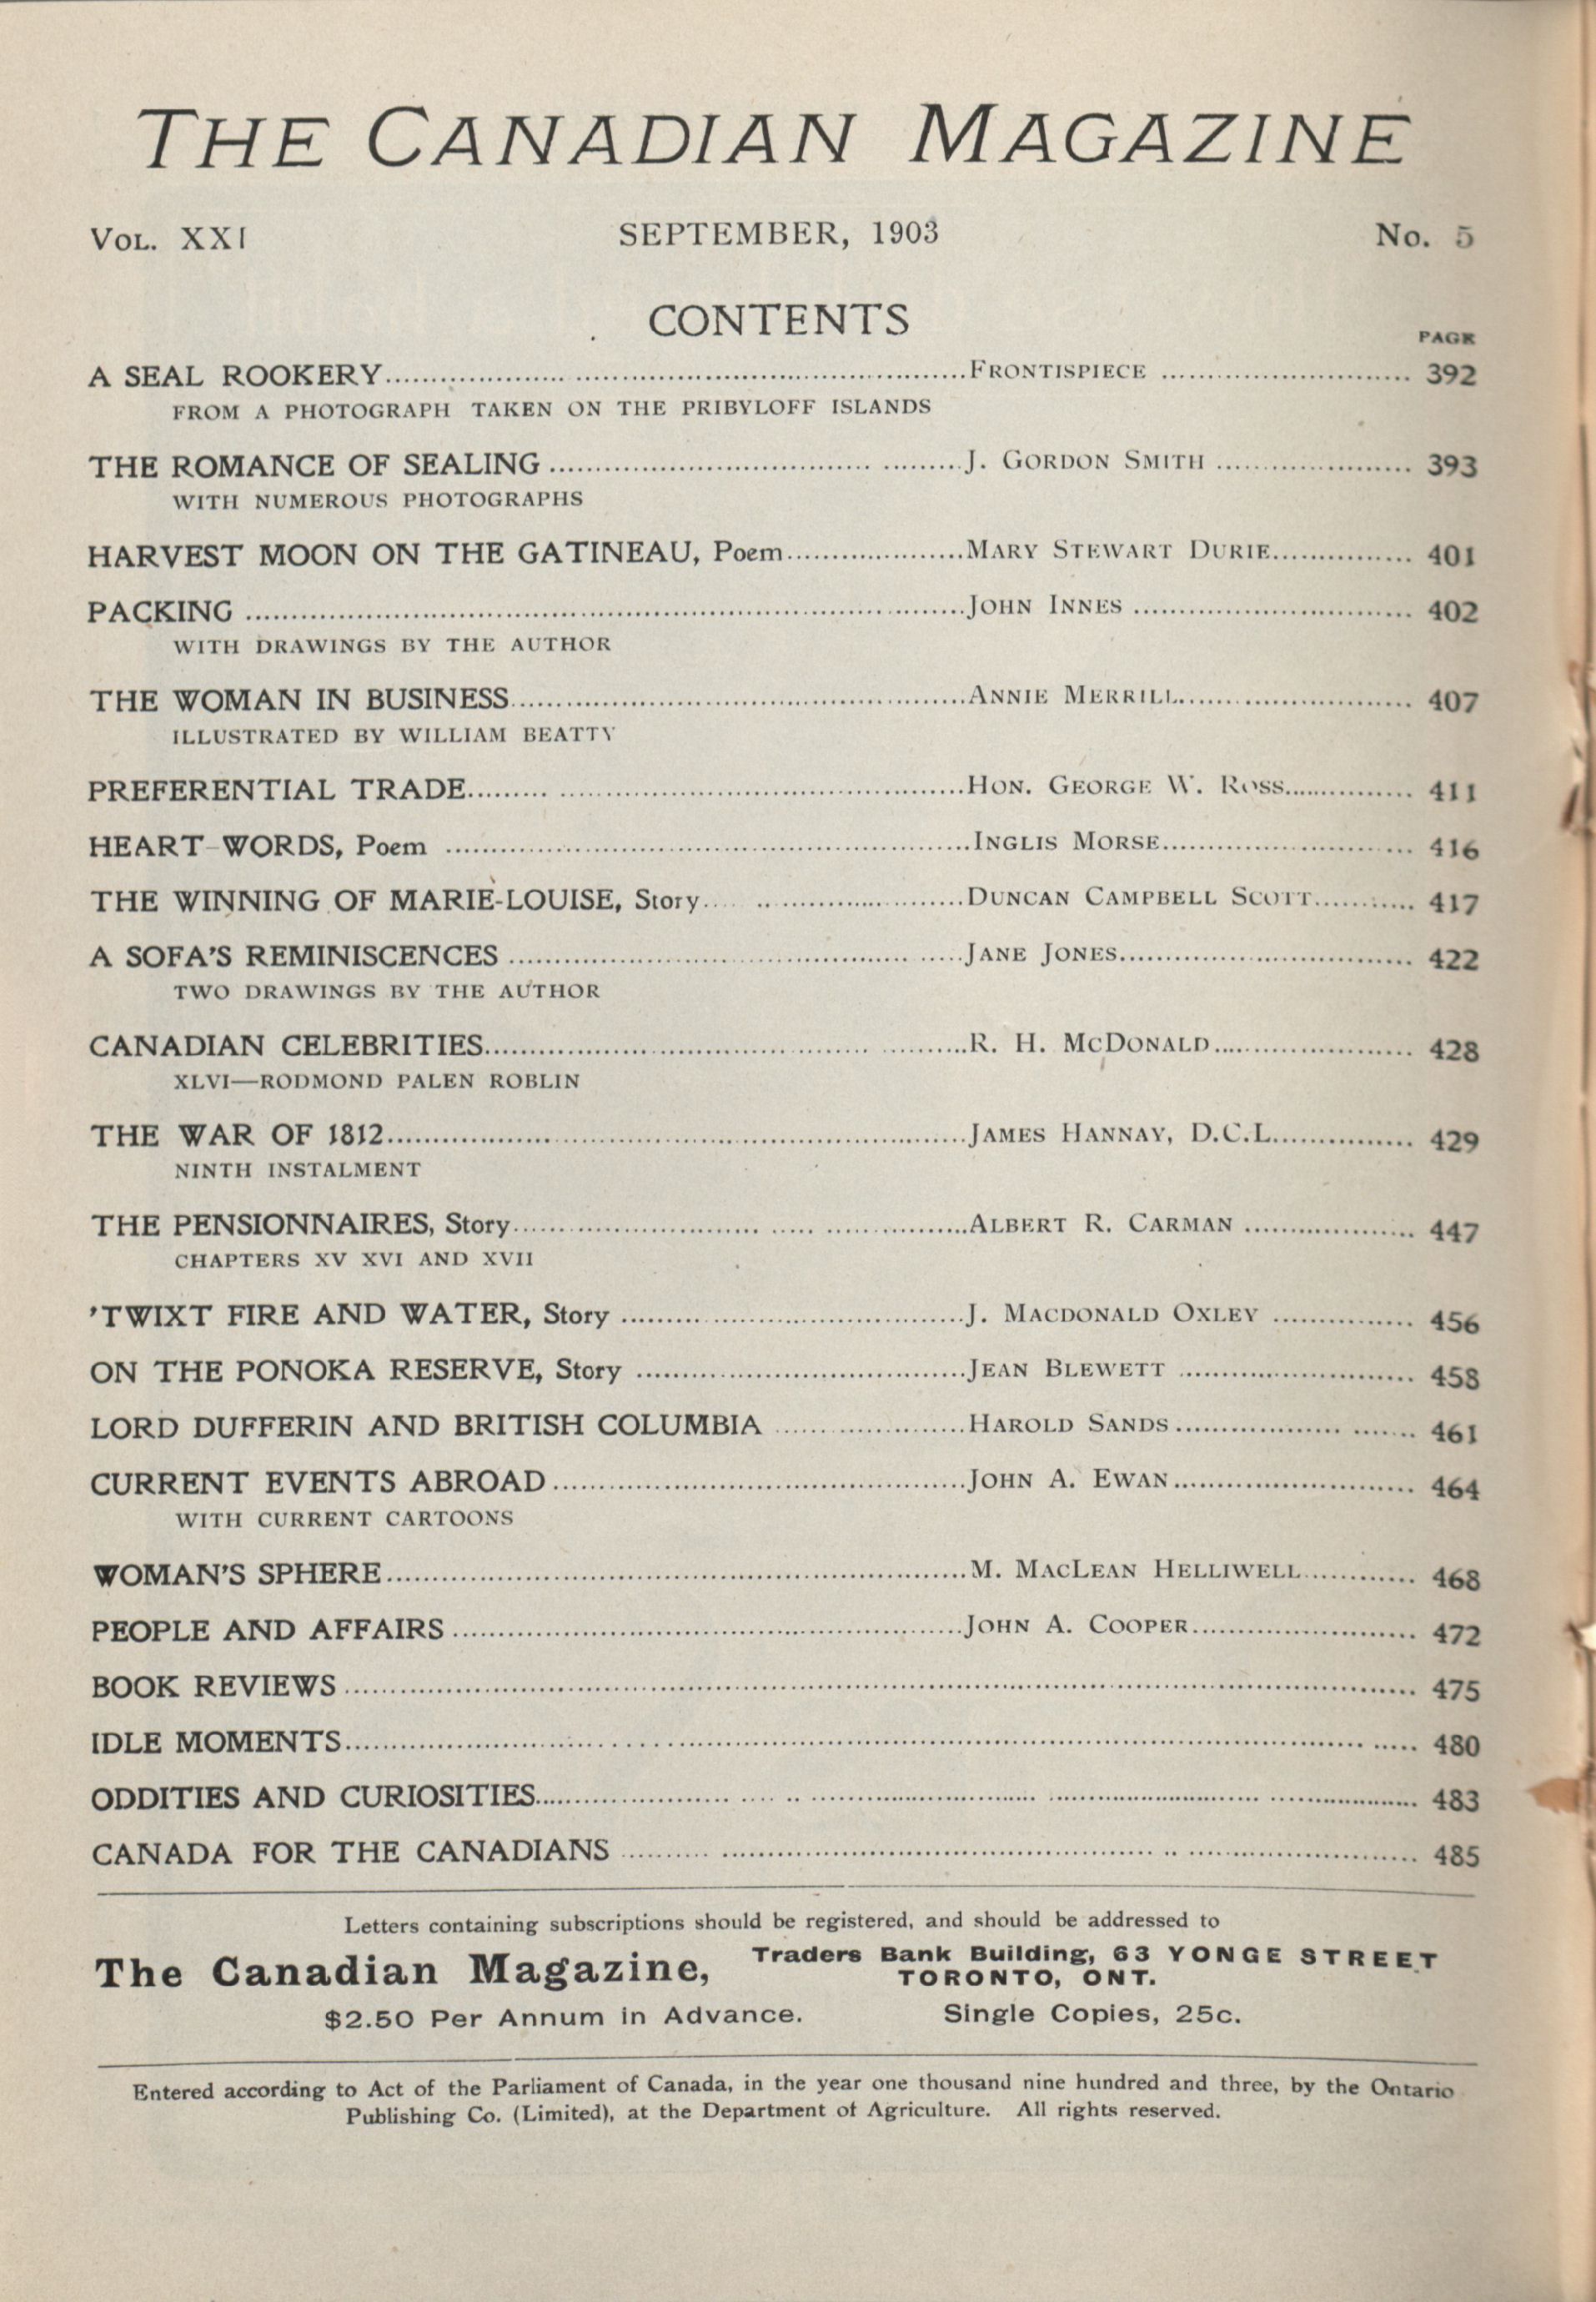 THE CANADIAN MAGAZINE
VOL. XXI SEPTEMBER, 1903 No. 5
CONTENTS
PAGE
A SEAL ROOKERY FRONTISPIECE 392
FROM A PHOTOGRAPH TAKEN ON THE PRIBYLOFF ISLANDS
THE ROMANCE OF SEALING J. GORDON SMITH 393
WITH NUMEROUS PHOTOGRAPHS
HARVEST MOON ON THE GATINEAU, Poem MARY STEWART DURIE 401
PACKING JOHN INNES 402
WITH DRAWINGS BY THE AUTHOR
THE WOMAN IN BUSINESS ANNIE MERRILL 407
ILLUSTRATED BY WILLIAM BEATTY
PREFERENTIAL TRADE HON. GEORGE W. ROSS 411
HEART-WORDS, Poem INGLIS MORSE 416
THE WINNING OF MARIE-LOUISE, Story DUNCAN CAMPBELL SCOTT 417
A SOFA'S REMINISCENCES JANE JONES 422
TWO DRAWINGS BY THE AUTHOR
CANADIAN CELEBRITIES R. H. MCDONALD 428
XLVI—RODMOND PALEN ROBLIN
THE WAR OF 1812 JAMES HANNAY, D.C.L. 429
NINTH INSTALMENT
THE PENSIONNAIRES, Story ALBERT R. CARMAN 447
CHAPTERS XV XVI AND XVII
'TWIXT FIRE AND WATER, Story J. MACDONALD OXLEY 456
ON THE PONOKA RESERVE, Story JEAN BLEWETT 458
LORD DUFFERIN AND BRITISH COLUMBIA HAROLD SANDS 461
CURRENT EVENTS ABROAD JOHN A. EWAN 464
WITH CURRENT CARTOONS
WOMAN'S SPHERE M. MACLEAN HELLIWELL 468
PEOPLE AND AFFAIRS JOHN A. COOPER 472
BOOK REVIEWS 475
IDLE MOMENTS 480
ODDITIES AND CURIOSITIES 483
CANADA FOR THE CANADIANS 485
Letters containing subscriptions should be registered, and should be addressed to
The Canadian Magazine, Traders Bank Building, 63 YONGE STREET
TORONTO, ONT.
$2.50 Per Annum in Advance. Single Copies, 25c.
Entered according to Act of the Parliament of Canada, in the year one thousand nine hundred and three, by the Ontario
Publishing Co. (Limited), at the Department of Agriculture. All rights reserved.